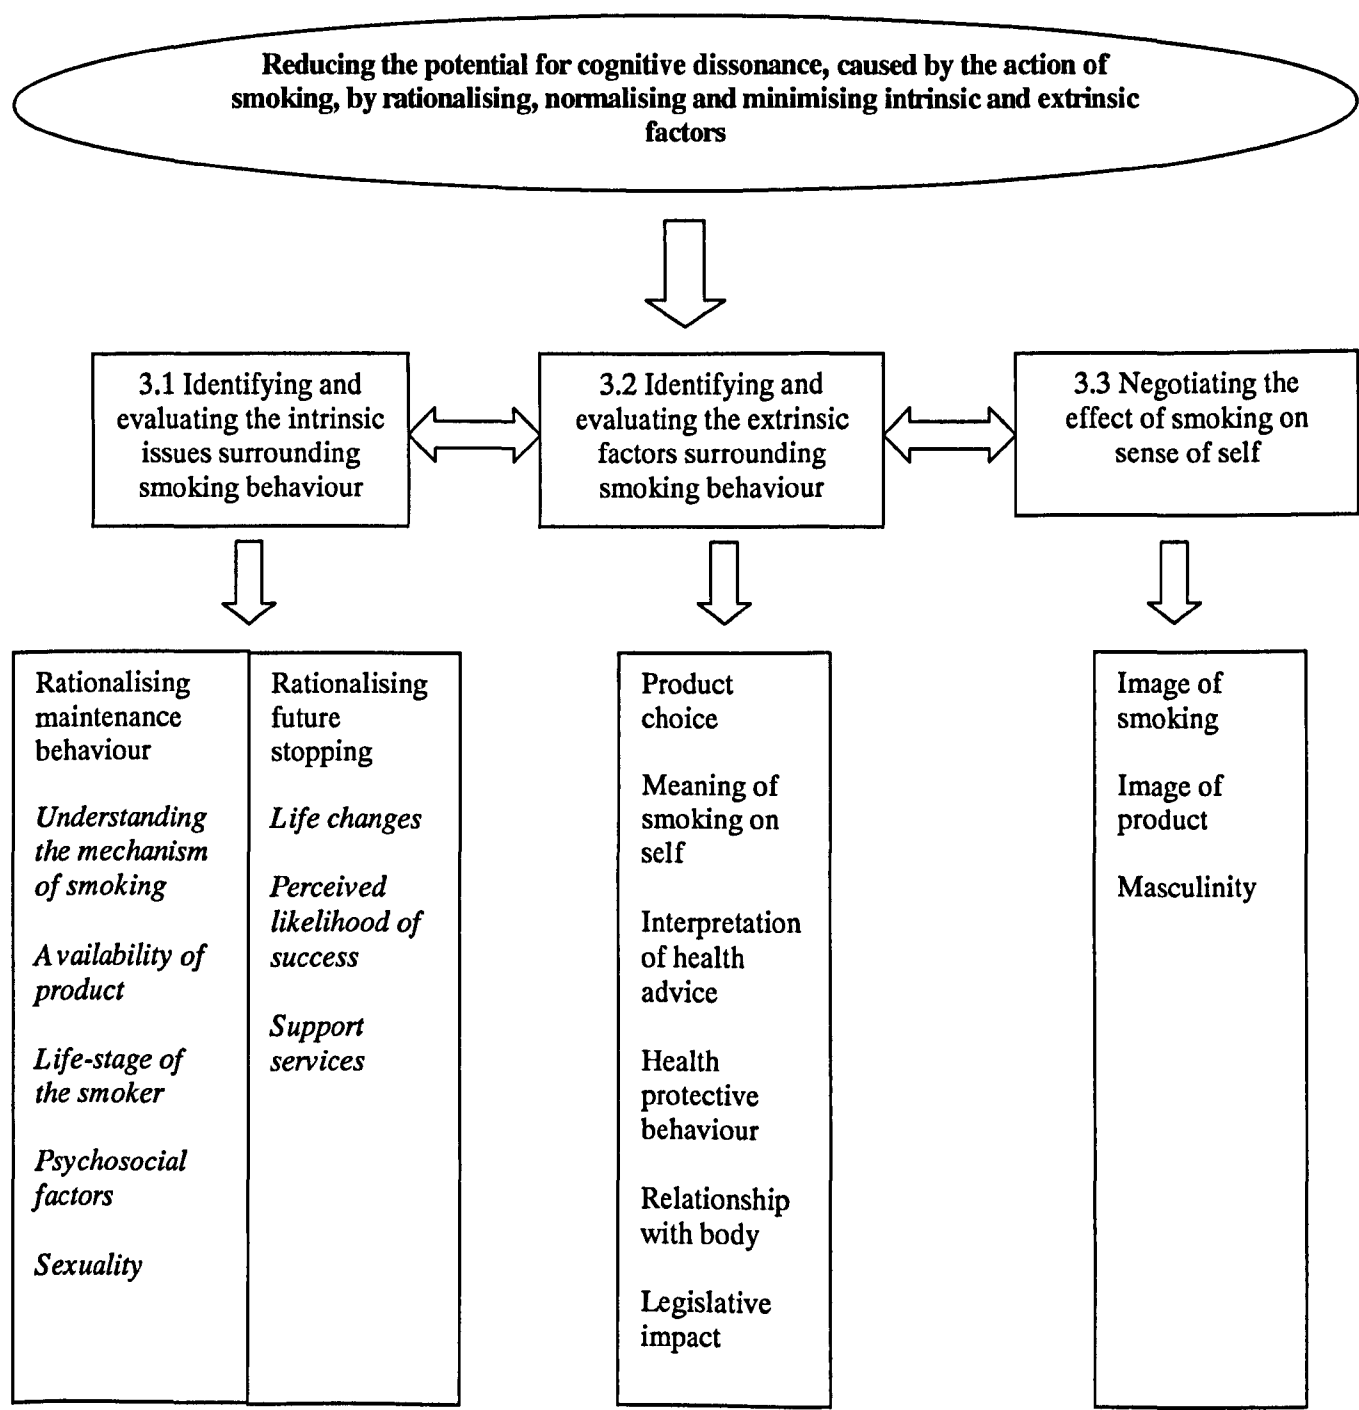 Reducing the potential for cognitive dissonance, caused by the action of
smoking, by rationalising, normalising and minimising intrinsic and extrinsic
factors
3.1 Identifying and
evaluating the intrinsic
issues surrounding
smoking behaviour
3.2 Identifying and
evaluating the extrinsic
factors surrounding
smoking behaviour
3.3 Negotiating the
effect of smoking on
sense of self
Rationalising
maintenance
behaviour
Understanding
the mechanism
of smoking
Availability of
product
Life-stage of
the smoker
Psychosocial
factors
Sexuality
Rationalising
future
stopping
Life changes
Perceived
likelihood of
success
Support
services
Product
choice
Meaning of
smoking on
self
Interpretation
of health
advice
Health
protective
behaviour
Relationship
with body
Legislative
impact
Image of
smoking
Image of
product
Masculinity